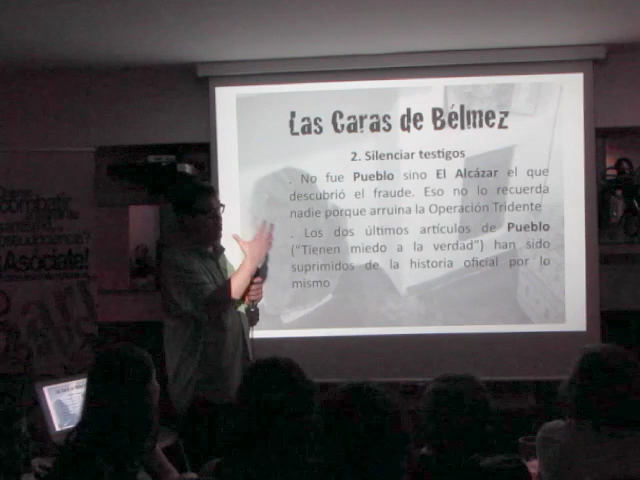 Las Caras de Bélmez
2. Silenciar testigos
. No fue Pueblo sino El Alcázar el que
descubrió el fraude. Eso no lo recuerda
nadie porque arruina la Operación Tridente
. Los dos últimos artículos de Pueblo
("Tienen miedo a la verdad") han sido
suprimidos de la historia oficial por lo
mismo
combatir
pseudociencia?
¡Asóciate!